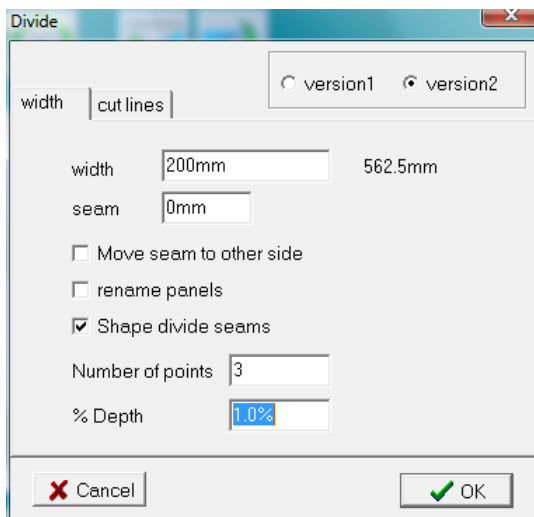 Divide
version1 version2
width cut lines
width 200mm 562.5mm
seam 0mm
Move seam to other side
rename panels
Shape divide seams
Number of points 3
% Depth 1.0%
Cancel OK